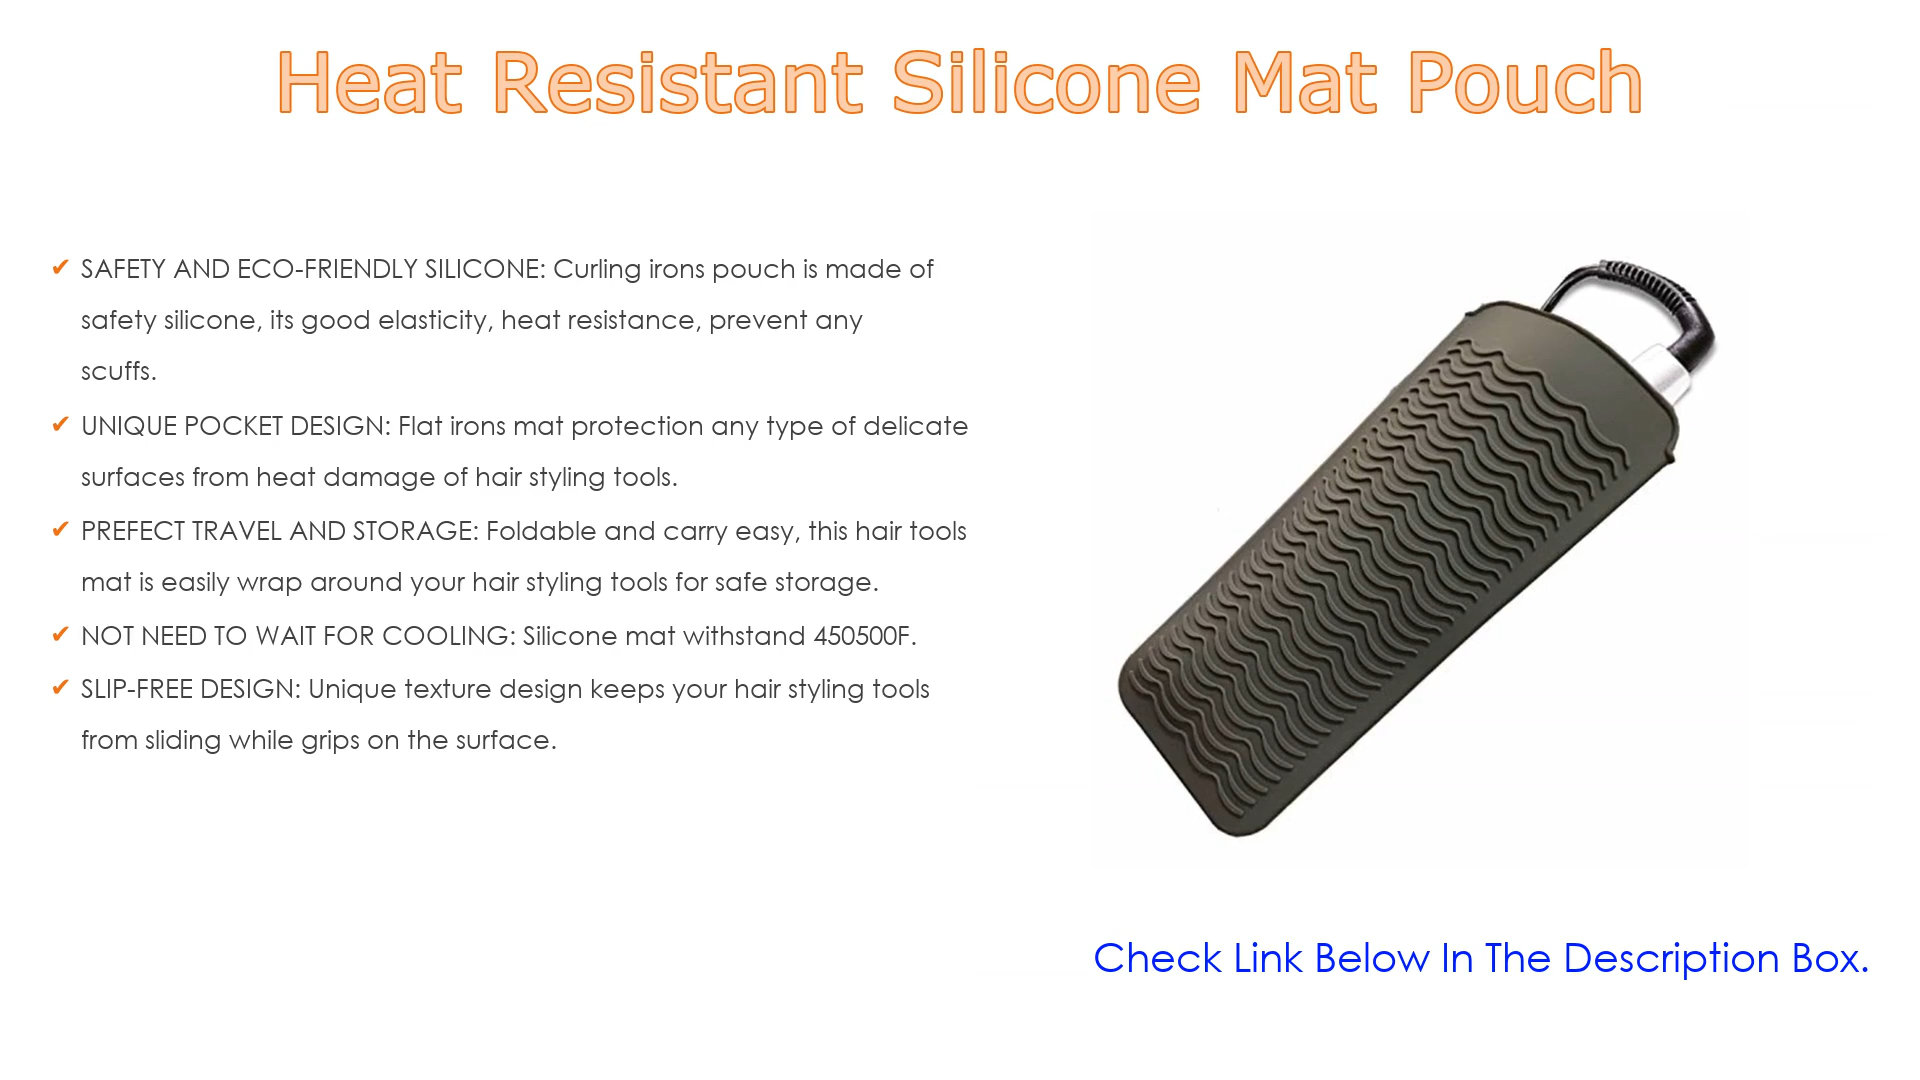 Heat Resistant Silicone Mat Pouch
✔ SAFETY AND ECO-FRIENDLY SILICONE: Curling irons pouch is made of
safety silicone, its good elasticity, heat resistance, prevent any
scuffs.
✔ UNIQUE POCKET DESIGN: Flat irons mat protection any type of delicate
surfaces from heat damage of hair styling tools.
✔ PREFECT TRAVEL AND STORAGE: Foldable and carry easy, this hair tools
mat is easily wrap around your hair styling tools for safe storage.
✔ NOT NEED TO WAIT FOR COOLING: Silicone mat withstand 450500F.
✔ SLIP-FREE DESIGN: Unique texture design keeps your hair styling tools
from sliding while grips on the surface.
Check Link Below In The Description Box.